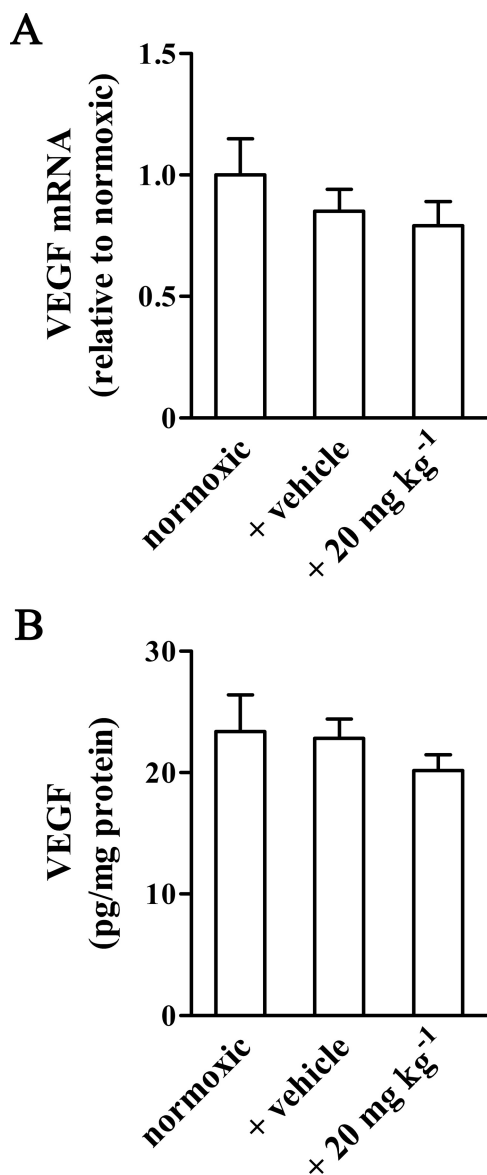 A
VEGF mRNA
(relative to normoxic)
1.5
1.0
0.5
0
normoxic
+ vehicle
+ 20 mg kg⁻¹
B
VEGF
(pg/mg protein)
30
20
10
0
normoxic
+ vehicle
+ 20 mg kg⁻¹